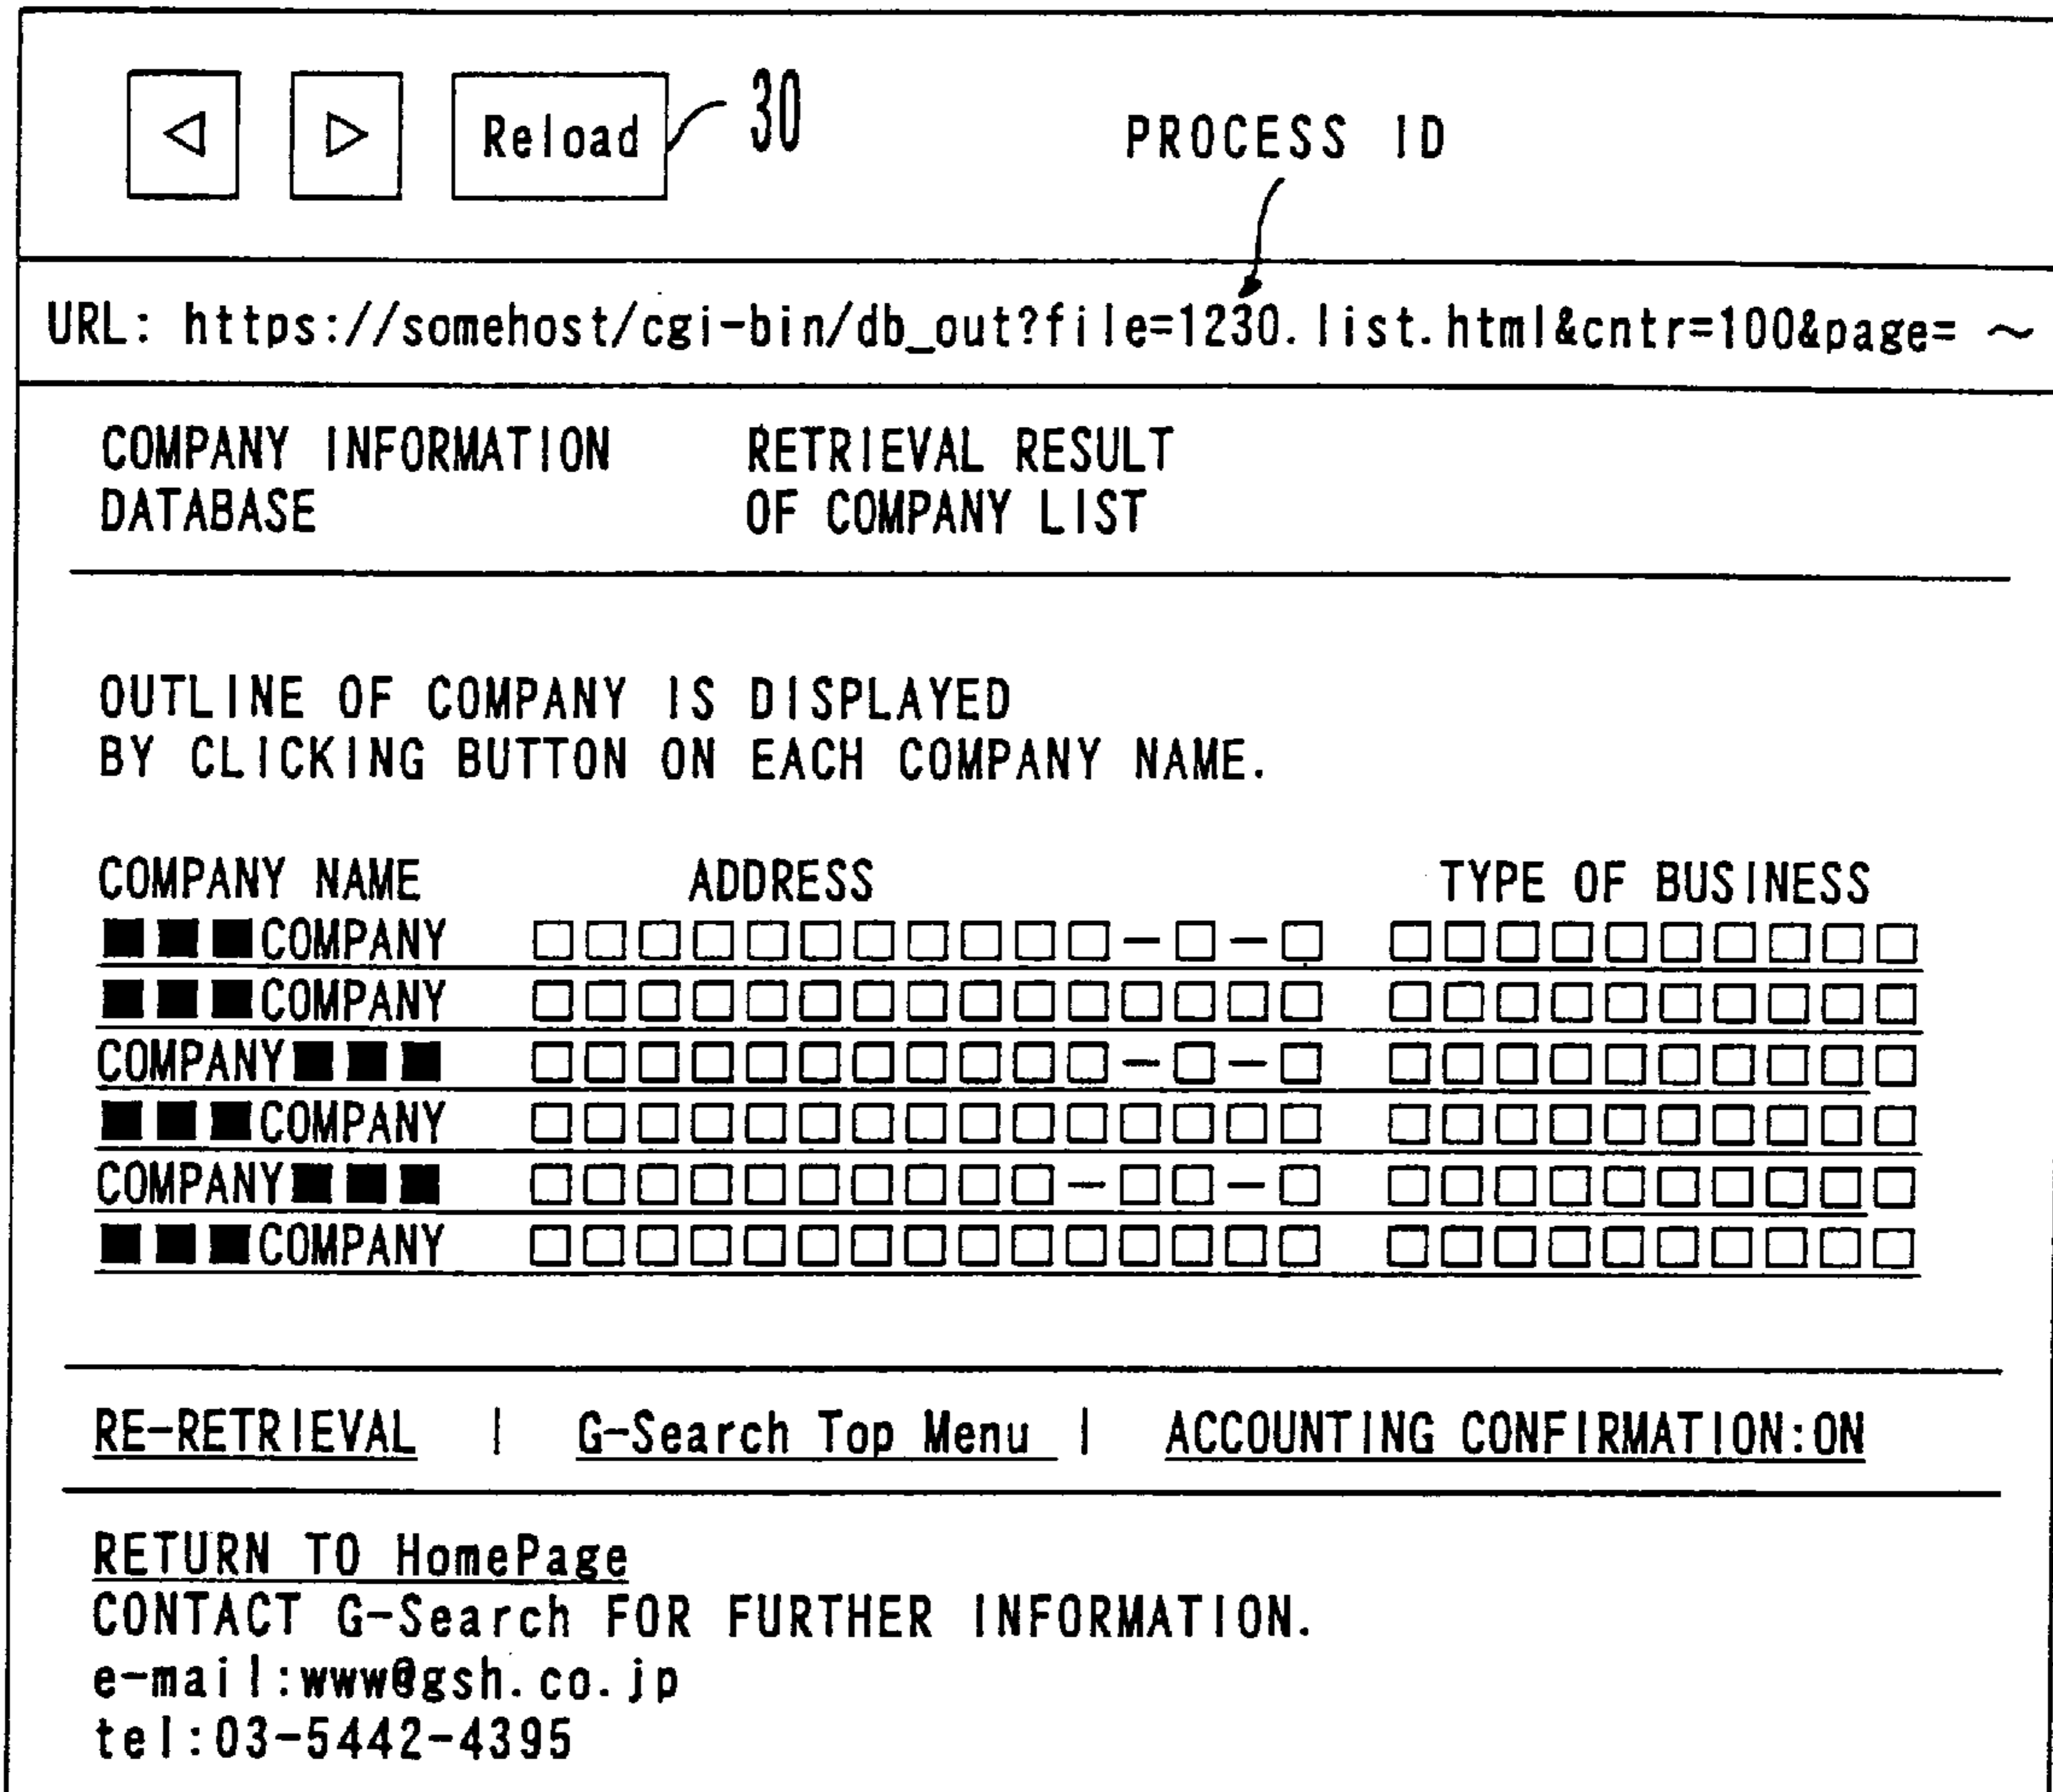 ◁ ▷ Reload 30 PROCESS ID
URL: https://somehost/cgi-bin/db_out?file=1230.list.html&cntr=100&page= ~
COMPANY INFORMATION RETRIEVAL RESULT
DATABASE OF COMPANY LIST
OUTLINE OF COMPANY IS DISPLAYED
BY CLICKING BUTTON ON EACH COMPANY NAME.
COMPANY NAME ADDRESS TYPE OF BUSINESS
■■■COMPANY □□□□□□□□□□□-□-□ □□□□□□□□□□
■■■COMPANY □□□□□□□□□□□□□□□ □□□□□□□□□□
COMPANY■■■ □□□□□□□□□□□-□-□ □□□□□□□□□□
■■■COMPANY □□□□□□□□□□□□□□□ □□□□□□□□□□
COMPANY■■■ □□□□□□□□□□-□□-□ □□□□□□□□□□
■■■COMPANY □□□□□□□□□□□□□□□ □□□□□□□□□□
RE-RETRIEVAL | G-Search Top Menu | ACCOUNTING CONFIRMATION:ON
RETURN TO HomePage
CONTACT G-Search FOR FURTHER INFORMATION.
e-mail:www@gsh.co.jp
tel:03-5442-4395